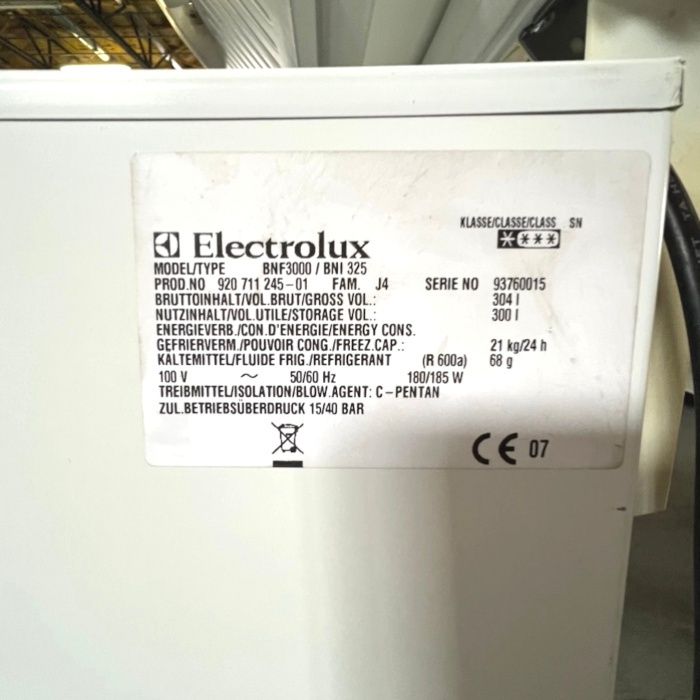 KLASSE/CLASSE/CLASS SN
Electrolux
MODEL/TYPE BNF3000 / BNI 325
PROD.NO 920 711 245-01 FAM. J4 SERIE NO 93760015
BRUTTOINHALT/VOL.BRUT/GROSS VOL.: 304 l
NUTZINHALT/VOL.UTILE/STORAGE VOL.: 300 l
ENERGIEVERB./CON.D'ENERGIE/ENERGY CONS.
GEFRIERVERM./POUVOIR CONG./FREEZ.CAP.: 21 kg/24 h
KÄLTEMITTEL/FLUIDE FRIG./REFRIGERANT (R 600a) 68 g
100 V ~ 50/60 Hz 180/185 W
TREIBMITTEL/ISOLATION/BLOW.AGENT: C-PENTAN
ZUL.BETRIEBSÜBERDRUCK 15/40 BAR
CE 07